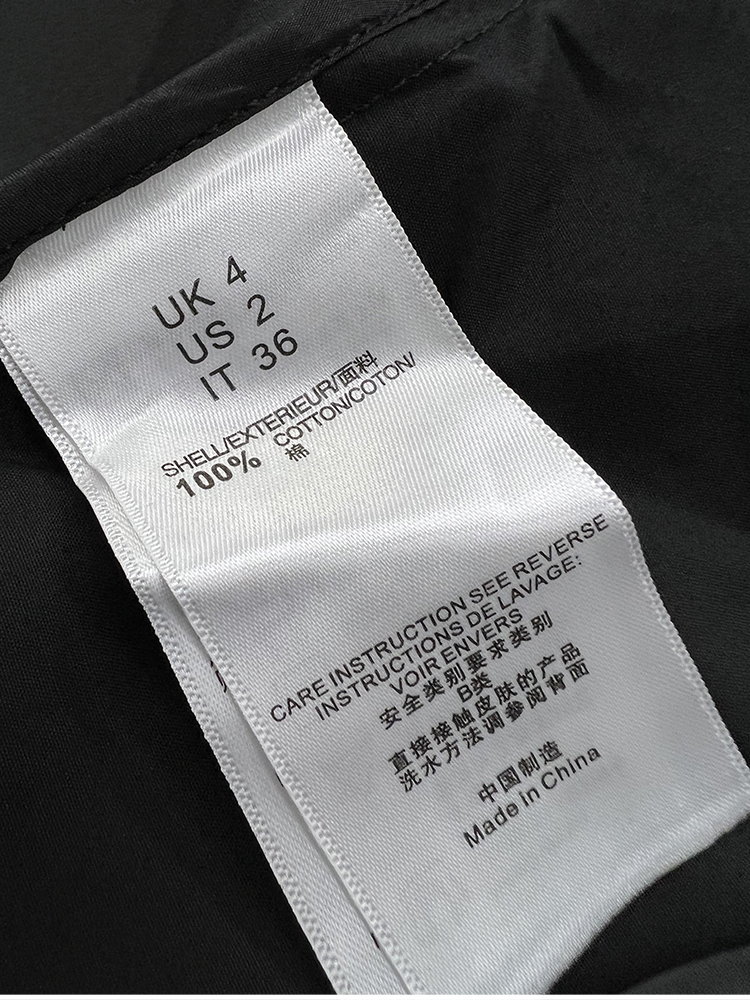 UK 4
US 2
IT 36
SHELL/EXTERIEUR/面料
100% COTTON/COTON/
棉
CARE INSTRUCTION SEE REVERSE
INSTRUCTIONS DE LAVAGE:
VOIR ENVERS
安全类别要求类别
B类
直接接触皮肤的产品
洗水方法调参阅背面
中国制造
Made in China